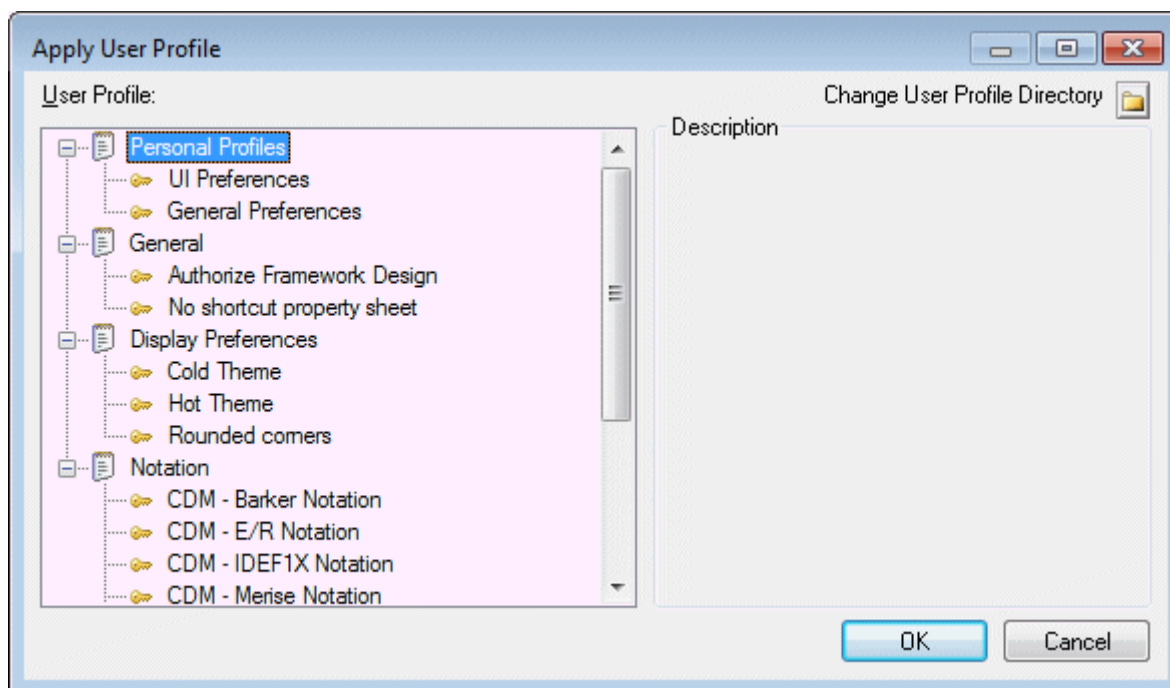 Apply User Profile
User Profile:
Change User Profile Directory
Personal Profiles
UI Preferences
General Preferences
General
Authorize Framework Design
No shortcut property sheet
Display Preferences
Cold Theme
Hot Theme
Rounded corners
Notation
CDM - Barker Notation
CDM - E/R Notation
CDM - IDEF1X Notation
CDM - Merise Notation
Description
OK
Cancel